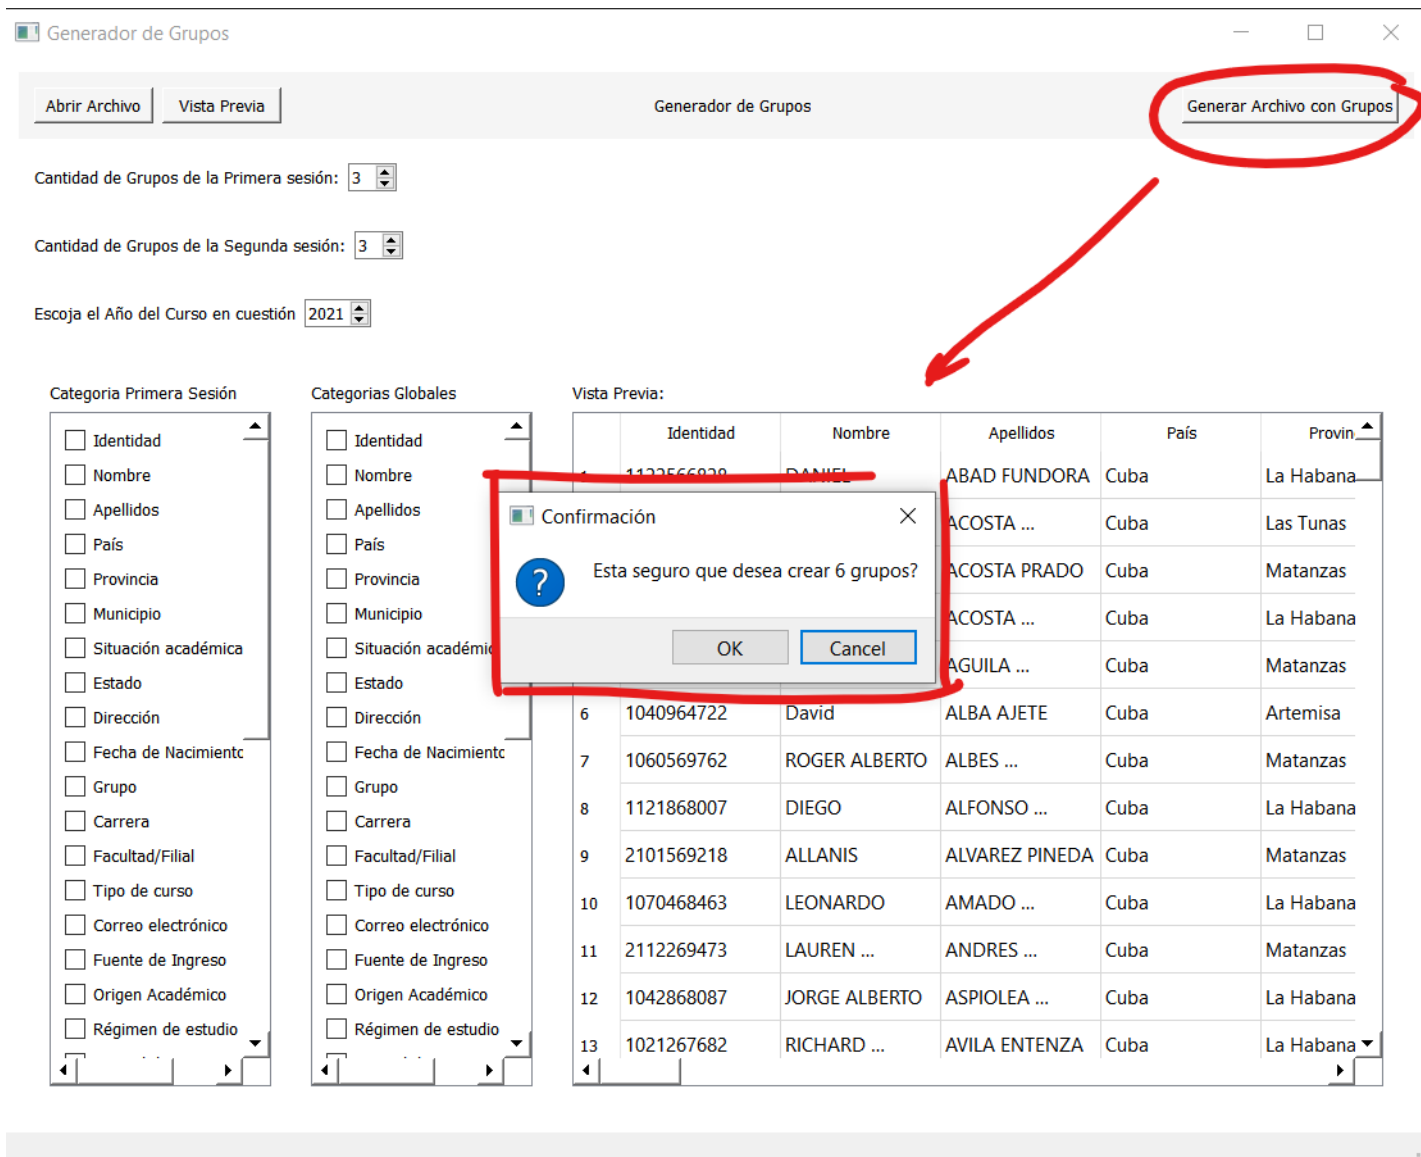 Generador de Grupos
Abrir Archivo Vista Previa Generador de Grupos Generar Archivo con Grupos
Cantidad de Grupos de la Primera sesión: 3
Cantidad de Grupos de la Segunda sesión: 3
Escoja el Año del Curso en cuestión 2021
Categoria Primera Sesión
Identidad
Nombre
Apellidos
País
Provincia
Municipio
Situación académica
Estado
Dirección
Fecha de Nacimiento
Grupo
Carrera
Facultad/Filial
Tipo de curso
Correo electrónico
Fuente de Ingreso
Origen Académico
Régimen de estudio
Categorias Globales
Identidad
Nombre
Apellidos
País
Provincia
Municipio
Situación académic
Estado
Dirección
Fecha de Nacimiento
Grupo
Carrera
Facultad/Filial
Tipo de curso
Correo electrónico
Fuente de Ingreso
Origen Académico
Régimen de estudio
Vista Previa:
Identidad Nombre Apellidos País Provin
DANIEL ABAD FUNDORA Cuba La Habana
ACOSTA ... Cuba Las Tunas
ACOSTA PRADO Cuba Matanzas
ACOSTA ... Cuba La Habana
AGUILA ... Cuba Matanzas
6 1040964722 David ALBA AJETE Cuba Artemisa
7 1060569762 ROGER ALBERTO ALBES ... Cuba Matanzas
8 1121868007 DIEGO ALFONSO ... Cuba La Habana
9 2101569218 ALLANIS ALVAREZ PINEDA Cuba Matanzas
10 1070468463 LEONARDO AMADO ... Cuba La Habana
11 2112269473 LAUREN ... ANDRES ... Cuba Matanzas
12 1042868087 JORGE ALBERTO ASPIOLEA ... Cuba La Habana
13 1021267682 RICHARD ... AVILA ENTENZA Cuba La Habana
Confirmación
Esta seguro que desea crear 6 grupos?
OK Cancel